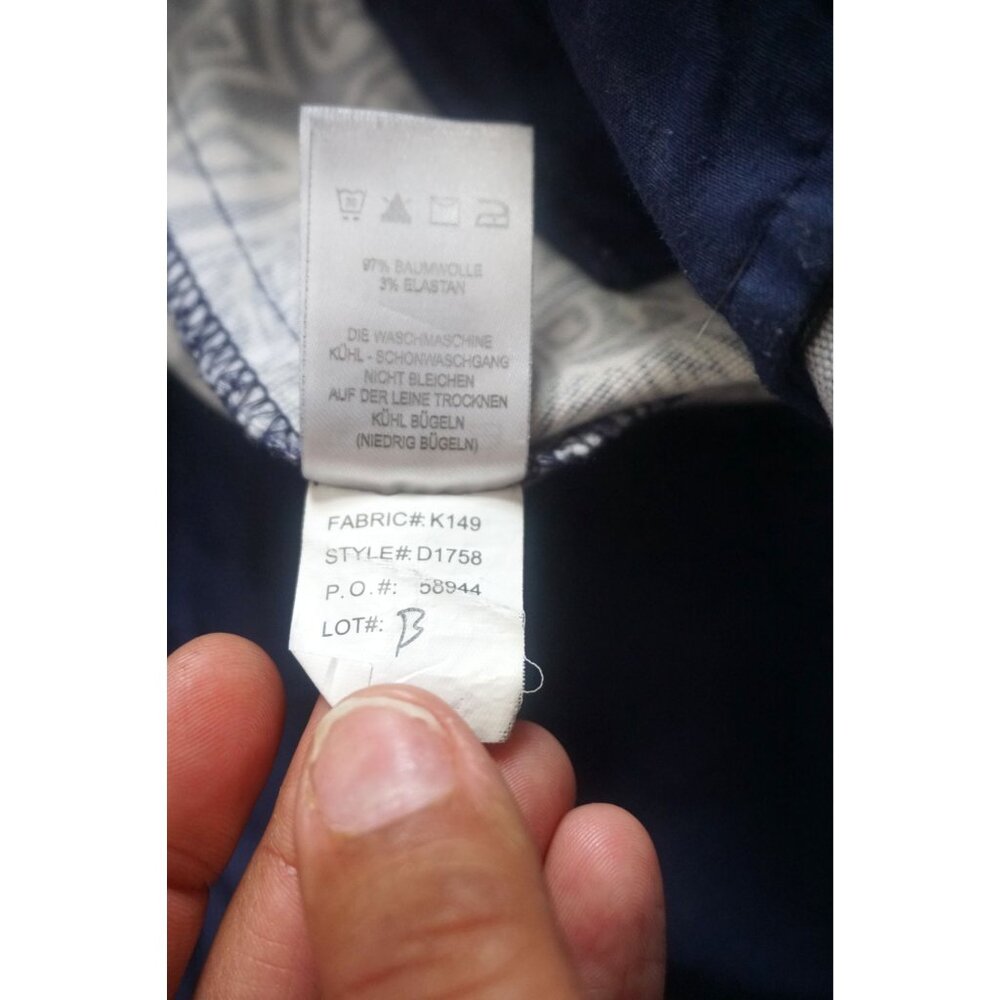 97% BAUMWOLLE
3% ELASTAN
DIE WASCHMASCHINE
KÜHL - SCHONWASCHGANG
NICHT BLEICHEN
AUF DER LEINE TROCKNEN
KÜHL BÜGELN
(NIEDRIG BÜGELN)
FABRIC#: K149
STYLE#: D1758
P.O.#: 58944
LOT#: B